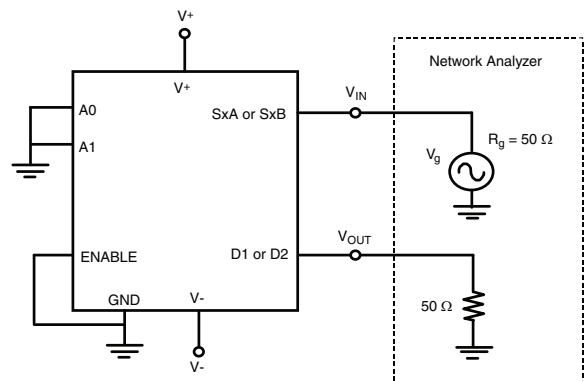 V+
Network Analyzer
V+
A0
SxA or SxB
VIN
Rg = 50 Ω
Vg
A1
ENABLE
D1 or D2
VOUT
GND
V-
50 Ω
V-